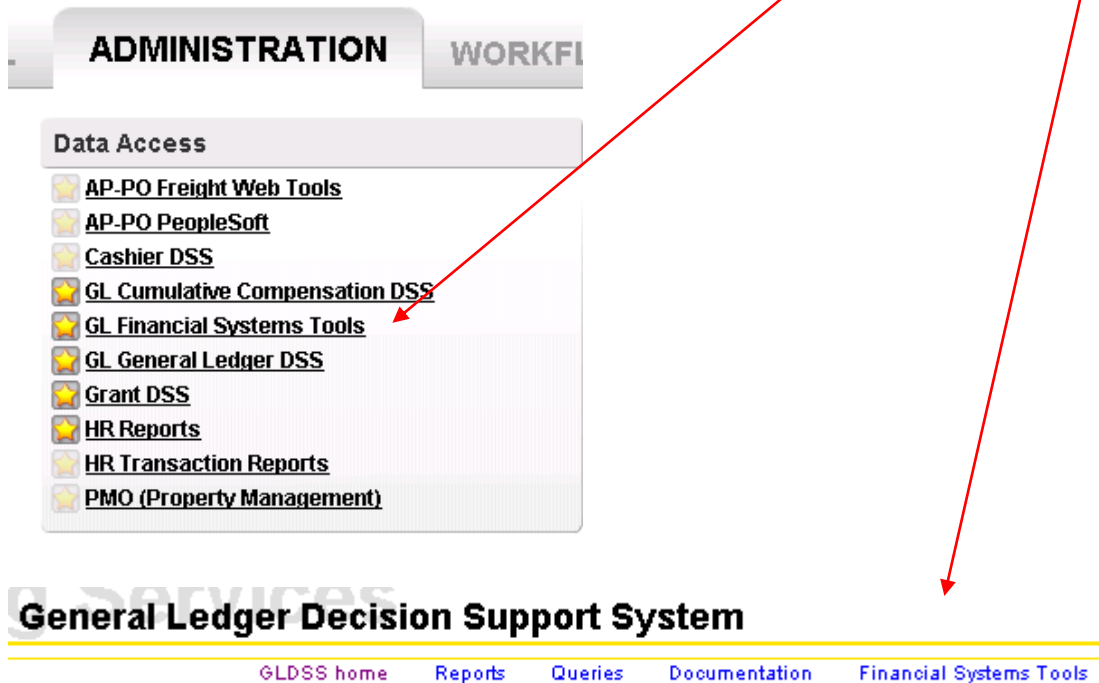 ADMINISTRATION
Data Access
AP-PO Freight Web Tools
AP-PO PeopleSoft
Cashier DSS
GL Cumulative Compensation DSS
GL Financial Systems Tools
GL General Ledger DSS
Grant DSS
HR Reports
HR Transaction Reports
PMO (Property Management)
Services
General Ledger Decision Support System
GLDSS home Reports Queries Documentation Financial Systems Tools